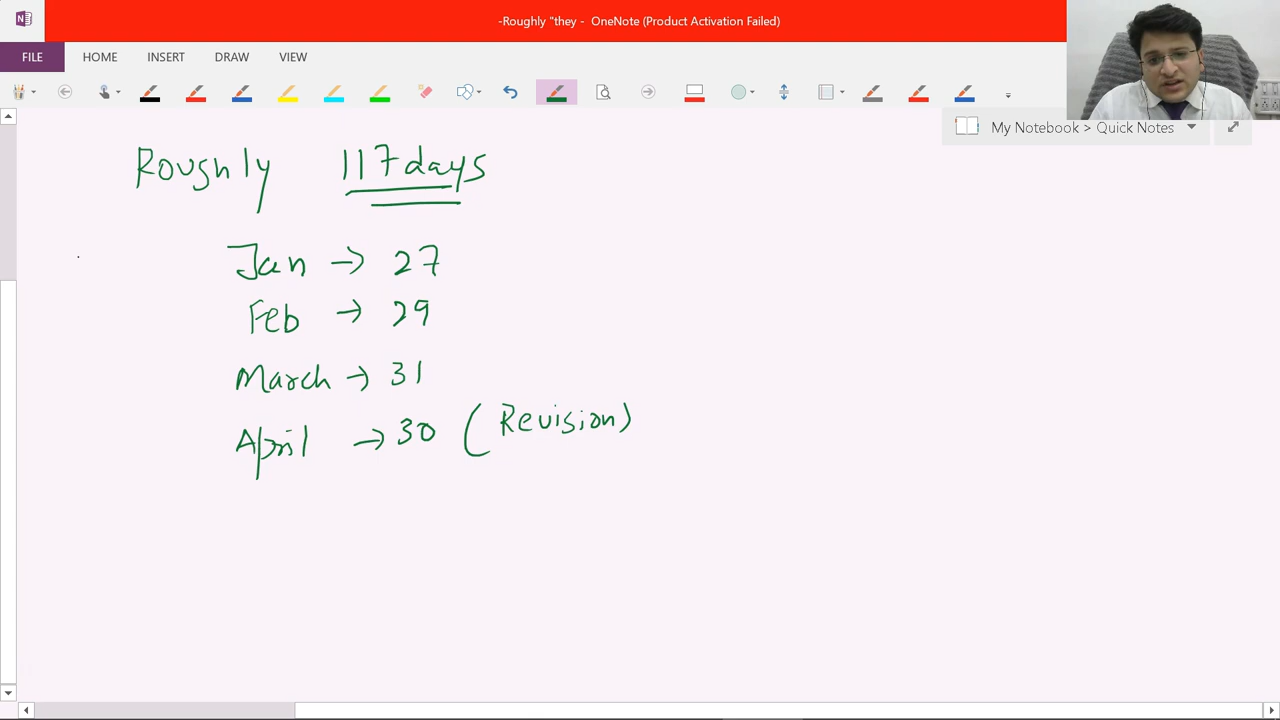 -Roughly "they - OneNote (Product Activation Failed)
FILE HOME INSERT DRAW VIEW
My Notebook > Quick Notes
Roughly 117 days
Jan → 27
Feb → 29
March → 31
April → 30 (Revision)